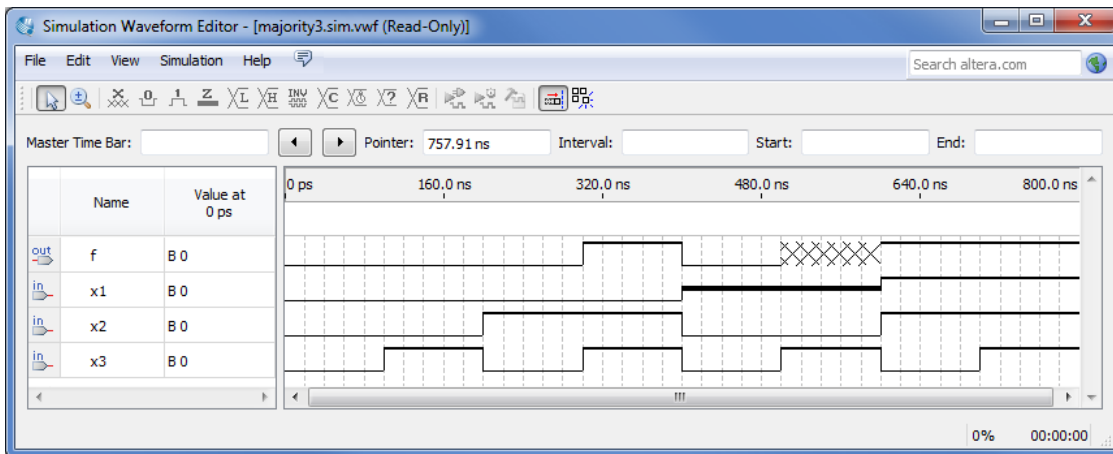 Simulation Waveform Editor - [majority3.sim.vwf (Read-Only)]
File Edit View Simulation Help Search altera.com
Master Time Bar: Pointer: 757.91 ns Interval: Start: End:
Name Value at 0 ps 0 ps 160.0 ns 320.0 ns 480.0 ns 640.0 ns 800.0 ns
out f B 0
in x1 B 0
in x2 B 0
in x3 B 0
0% 00:00:00